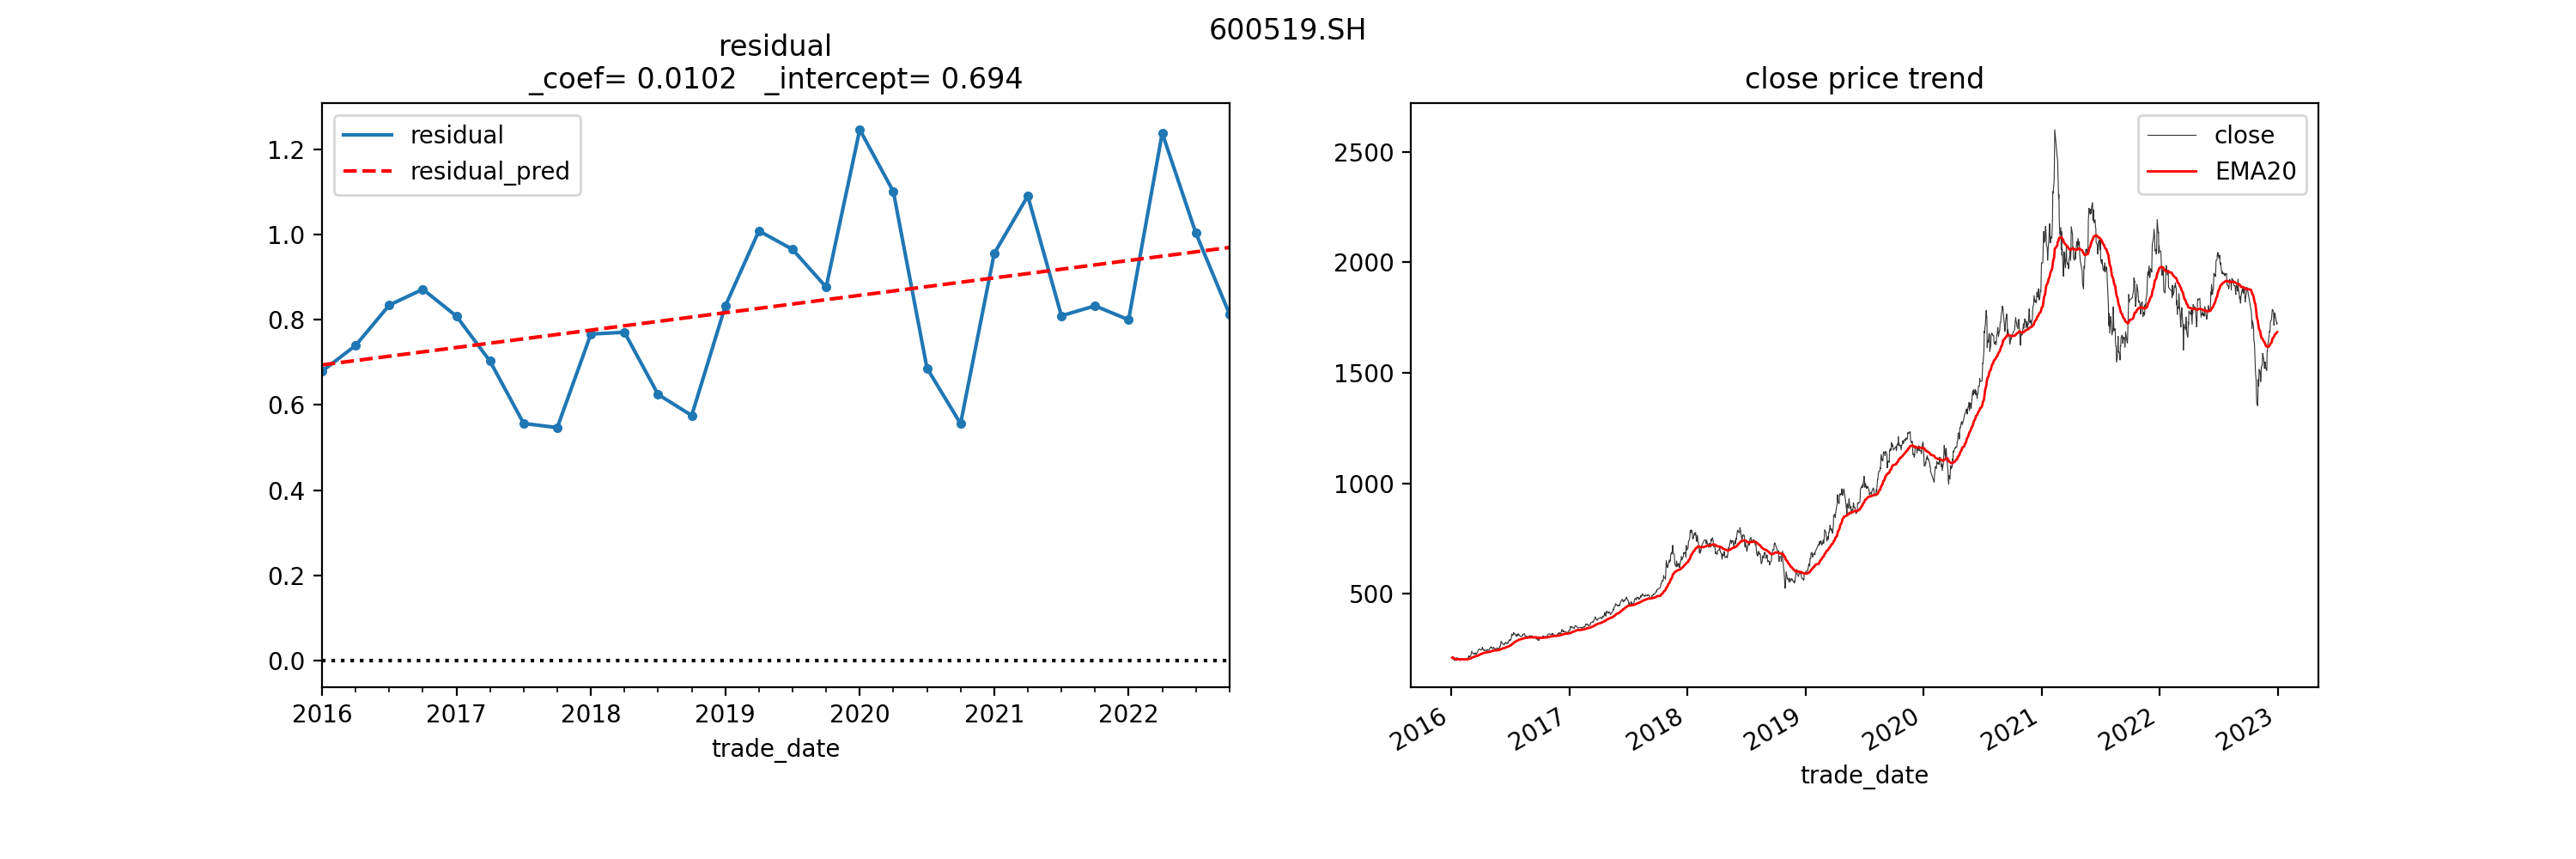 600519.SH
residual
_coef= 0.0102   _intercept= 0.694
residual
residual_pred
1.2
1.0
0.8
0.6
0.4
0.2
0.0
2016 2017 2018 2019 2020 2021 2022
trade_date
close price trend
close
EMA20
2500
2000
1500
1000
500
2016 2017 2018 2019 2020 2021 2022 2023
trade_date